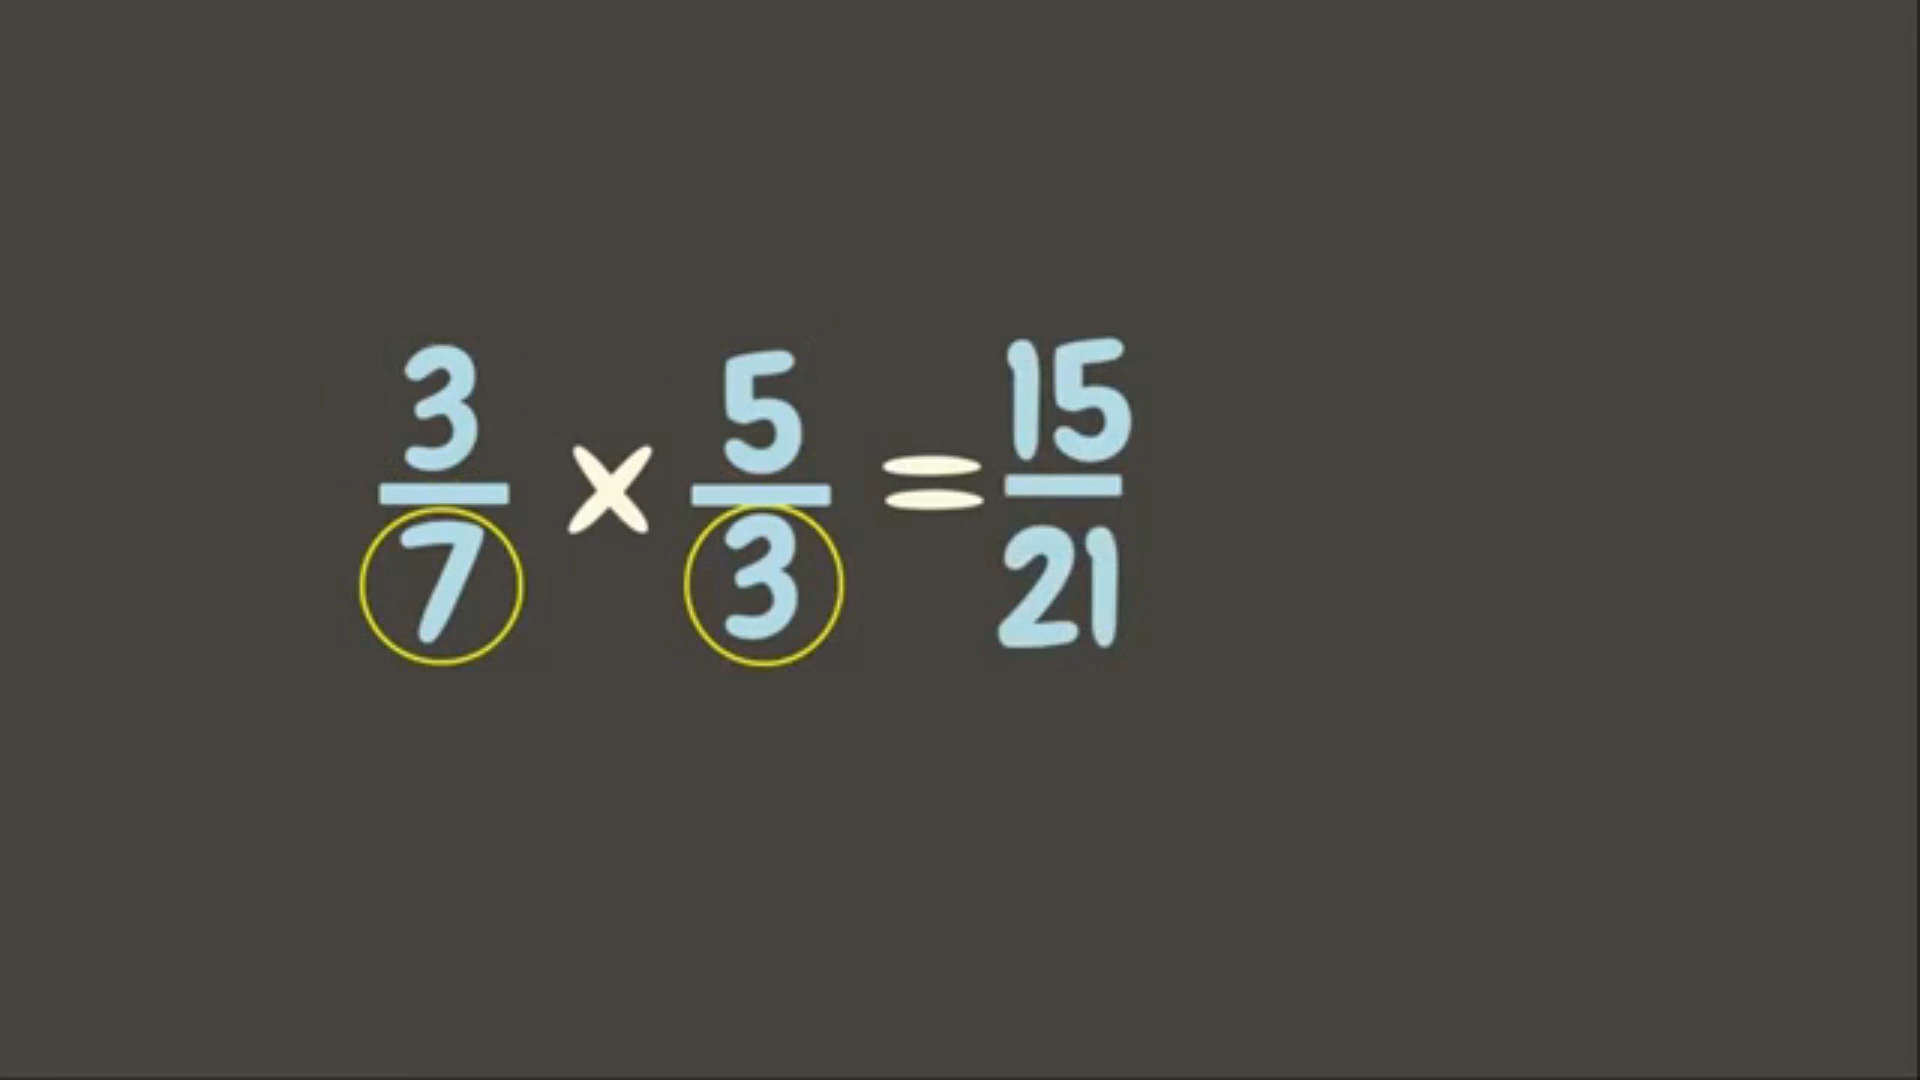 3/7 × 5/3 = 15/21